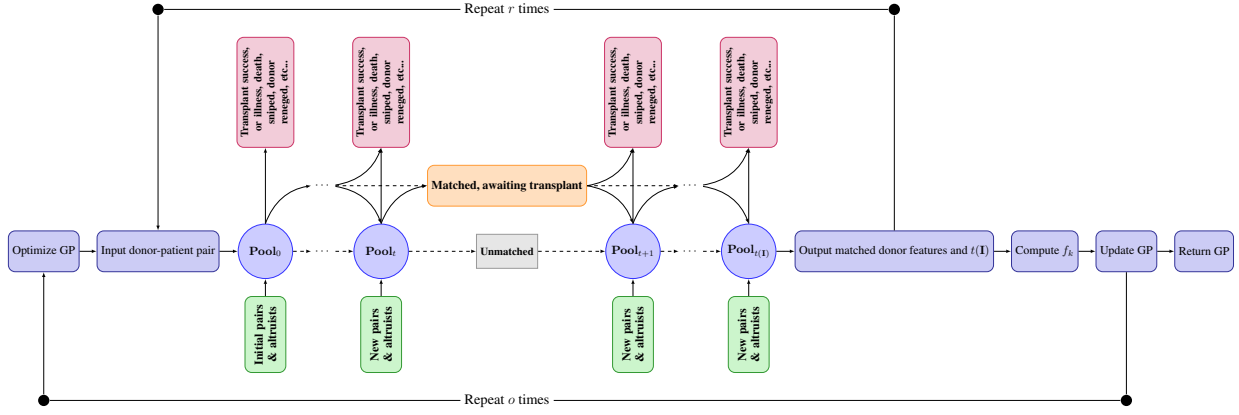 Repeat r times
Transplant success,
or illness, death,
sniped, donor
reneged, etc...
Transplant success,
or illness, death,
sniped, donor
reneged, etc...
Transplant success,
or illness, death,
sniped, donor
reneged, etc...
Transplant success,
or illness, death,
sniped, donor
reneged, etc...
...
Matched, awaiting transplant
...
Optimize GP
Input donor-patient pair
Pool₀
...
Poolₜ
Unmatched
Poolₜ₊₁
...
Pool_{t(I)}
Output matched donor features and t(I)
Compute fₖ
Update GP
Return GP
Initial pairs
& altruists
New pairs
& altruists
New pairs
& altruists
New pairs
& altruists
Repeat o times